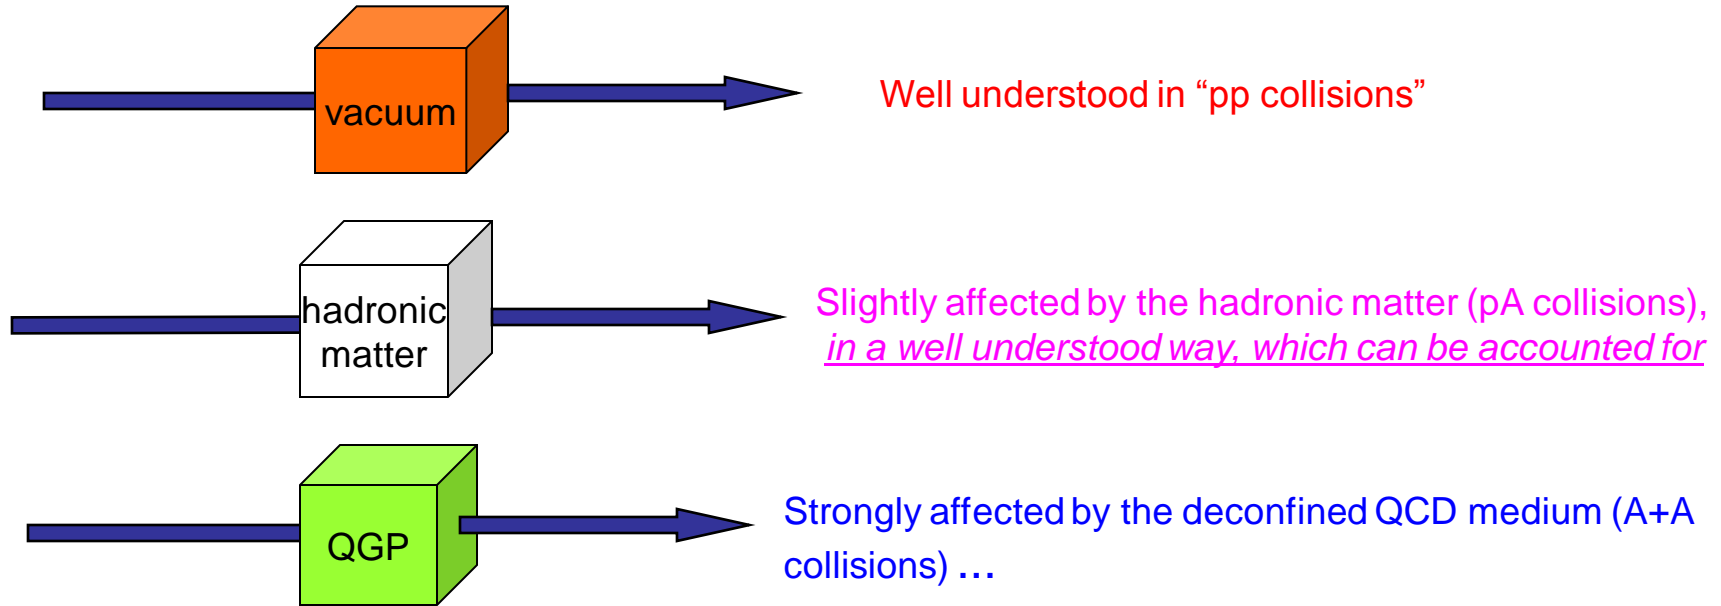 vacuum
Well understood in “pp collisions”
hadronic
matter
Slightly affected by the hadronic matter (pA collisions),
in a well understood way, which can be accounted for
QGP
Strongly affected by the deconfined QCD medium (A+A
collisions) ...